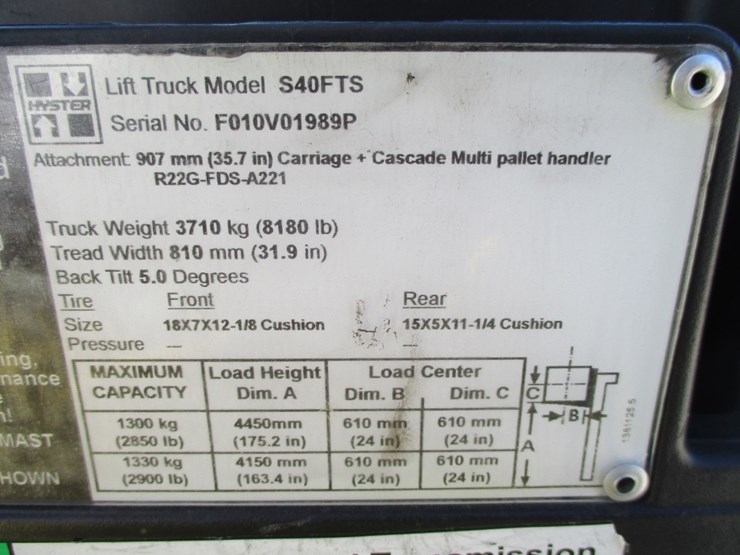 HYSTER
Lift Truck Model S40FTS
Serial No. F010V01989P
Attachment: 907 mm (35.7 in) Carriage + Cascade Multi pallet handler
R22G-FDS-A221
Truck Weight 3710 kg (8180 lb)
Tread Width 810 mm (31.9 in)
Back Tilt 5.0 Degrees
Tire Front Rear
Size 18X7X12-1/8 Cushion 15X5X11-1/4 Cushion
Pressure — —
MAXIMUM CAPACITY Load Height Dim. A Load Center Dim. B Dim. C
1300 kg 4450mm 610 mm 610 mm
(2850 lb) (175.2 in) (24 in) (24 in)
1330 kg 4150 mm 610 mm 610 mm
(2900 lb) (163.4 in) (24 in) (24 in)
C
B
A
ing,
nance
MAST
HOWN